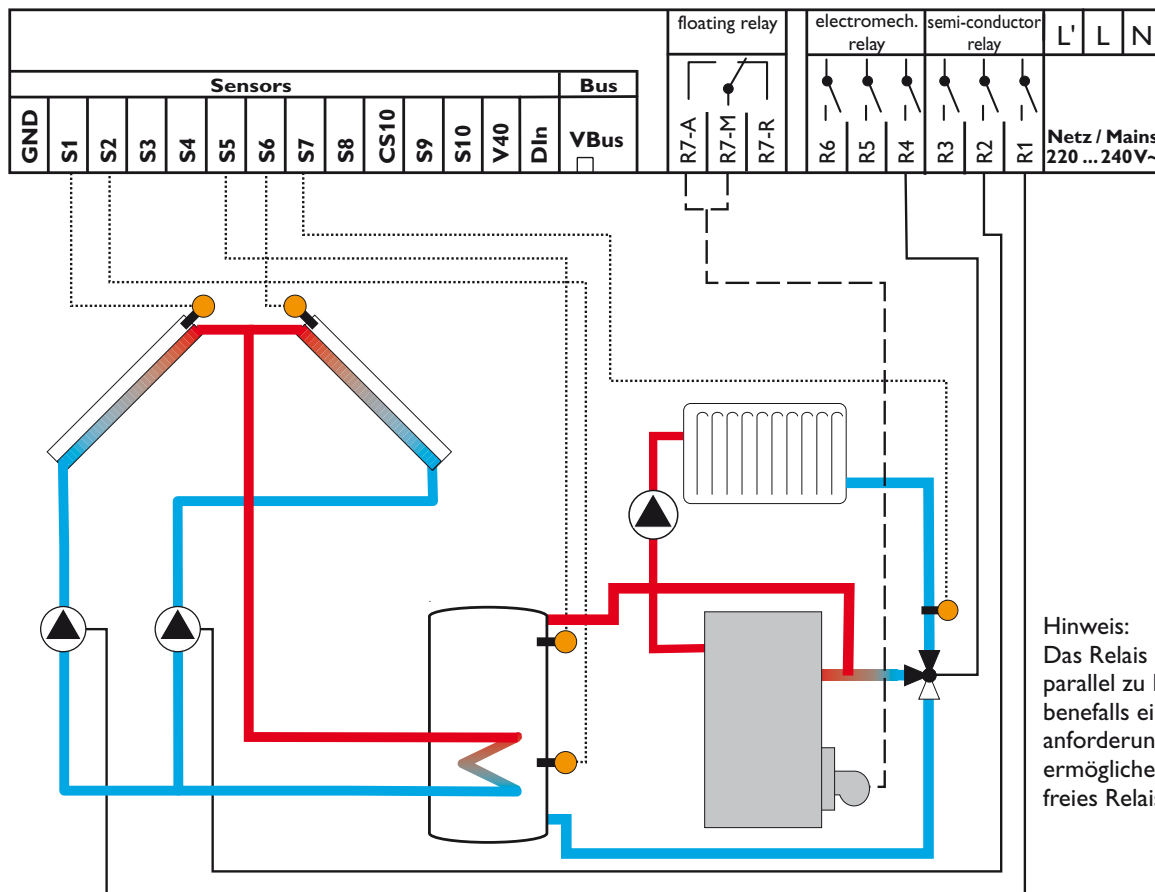 floating relay
electromech.
relay
semi-conductor
relay
L' L N
Sensors
Bus
GND S1 S2 S3 S4 S5 S6 S7 S8 CS10 S9 S10 V40 DIn
VBus
R7-A R7-M R7-R
R6 R5 R4 R3 R2 R1
Netz / Mains
220 ... 240V~
Hinweis:
Das Relais
parallel zu
benefalls ei
anforderun
ermögliche
freies Relais